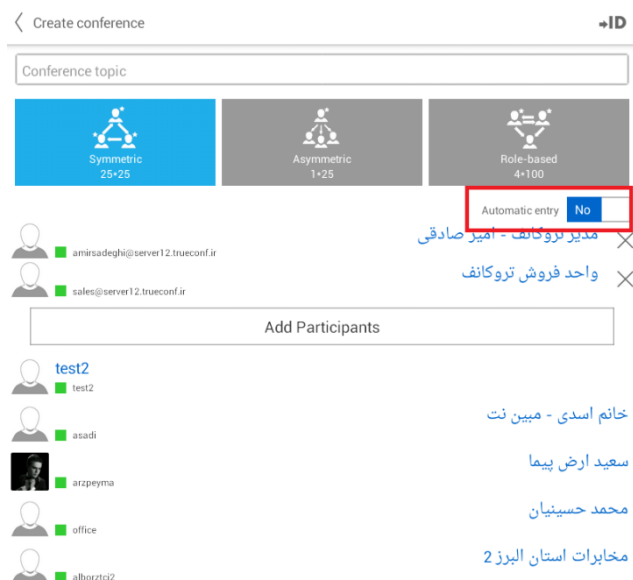 Create conference
ID
Conference topic
Symmetric
25*25
Asymmetric
1*25
Role-based
4*100
Automatic entry No
مدیر تروکانف - امیر صادقی
amirsadeghi@server12.trueconf.ir
واحد فروش تروکانف
sales@server12.trueconf.ir
Add Participants
test2
test2
خانم اسدی - مبین نت
asadi
سعید ارض پیما
arzpeyma
محمد حسینیان
office
مخابرات استان البرز 2
alborztci2